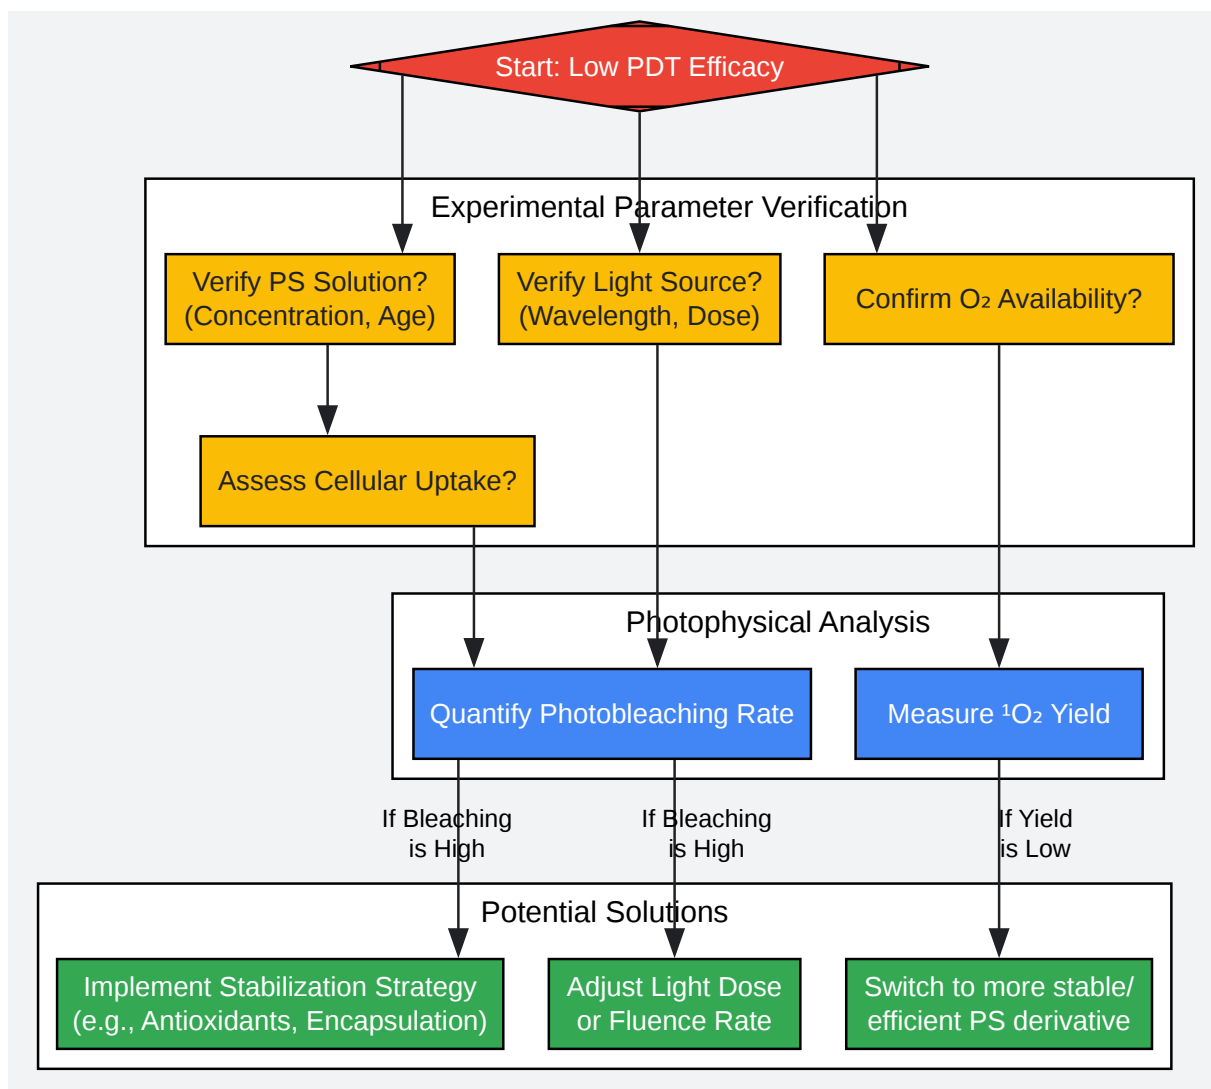 Start: Low PDT Efficacy
Experimental Parameter Verification
Verify PS Solution?
(Concentration, Age)
Verify Light Source?
(Wavelength, Dose)
Confirm O₂ Availability?
Assess Cellular Uptake?
Photophysical Analysis
Quantify Photobleaching Rate
Measure ¹O₂ Yield
If Bleaching
is High
If Bleaching
is High
If Yield
is Low
Potential Solutions
Implement Stabilization Strategy
(e.g., Antioxidants, Encapsulation)
Adjust Light Dose
or Fluence Rate
Switch to more stable/
efficient PS derivative